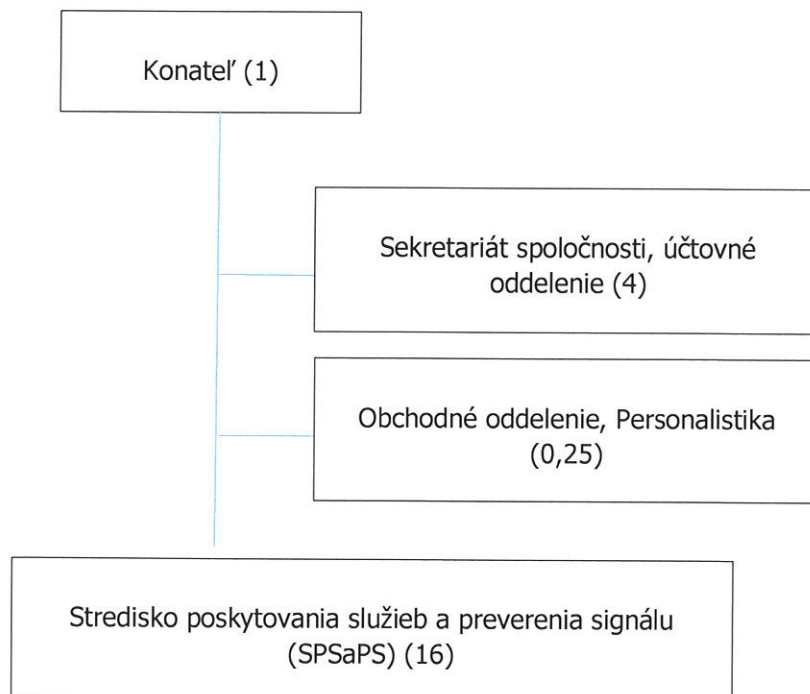 Konateľ (1)
Sekretariát spoločnosti, účtovné
oddelenie (4)
Obchodné oddelenie, Personalistika
(0,25)
Stredisko poskytovania služieb a preverenia signálu
(SPSaPS) (16)